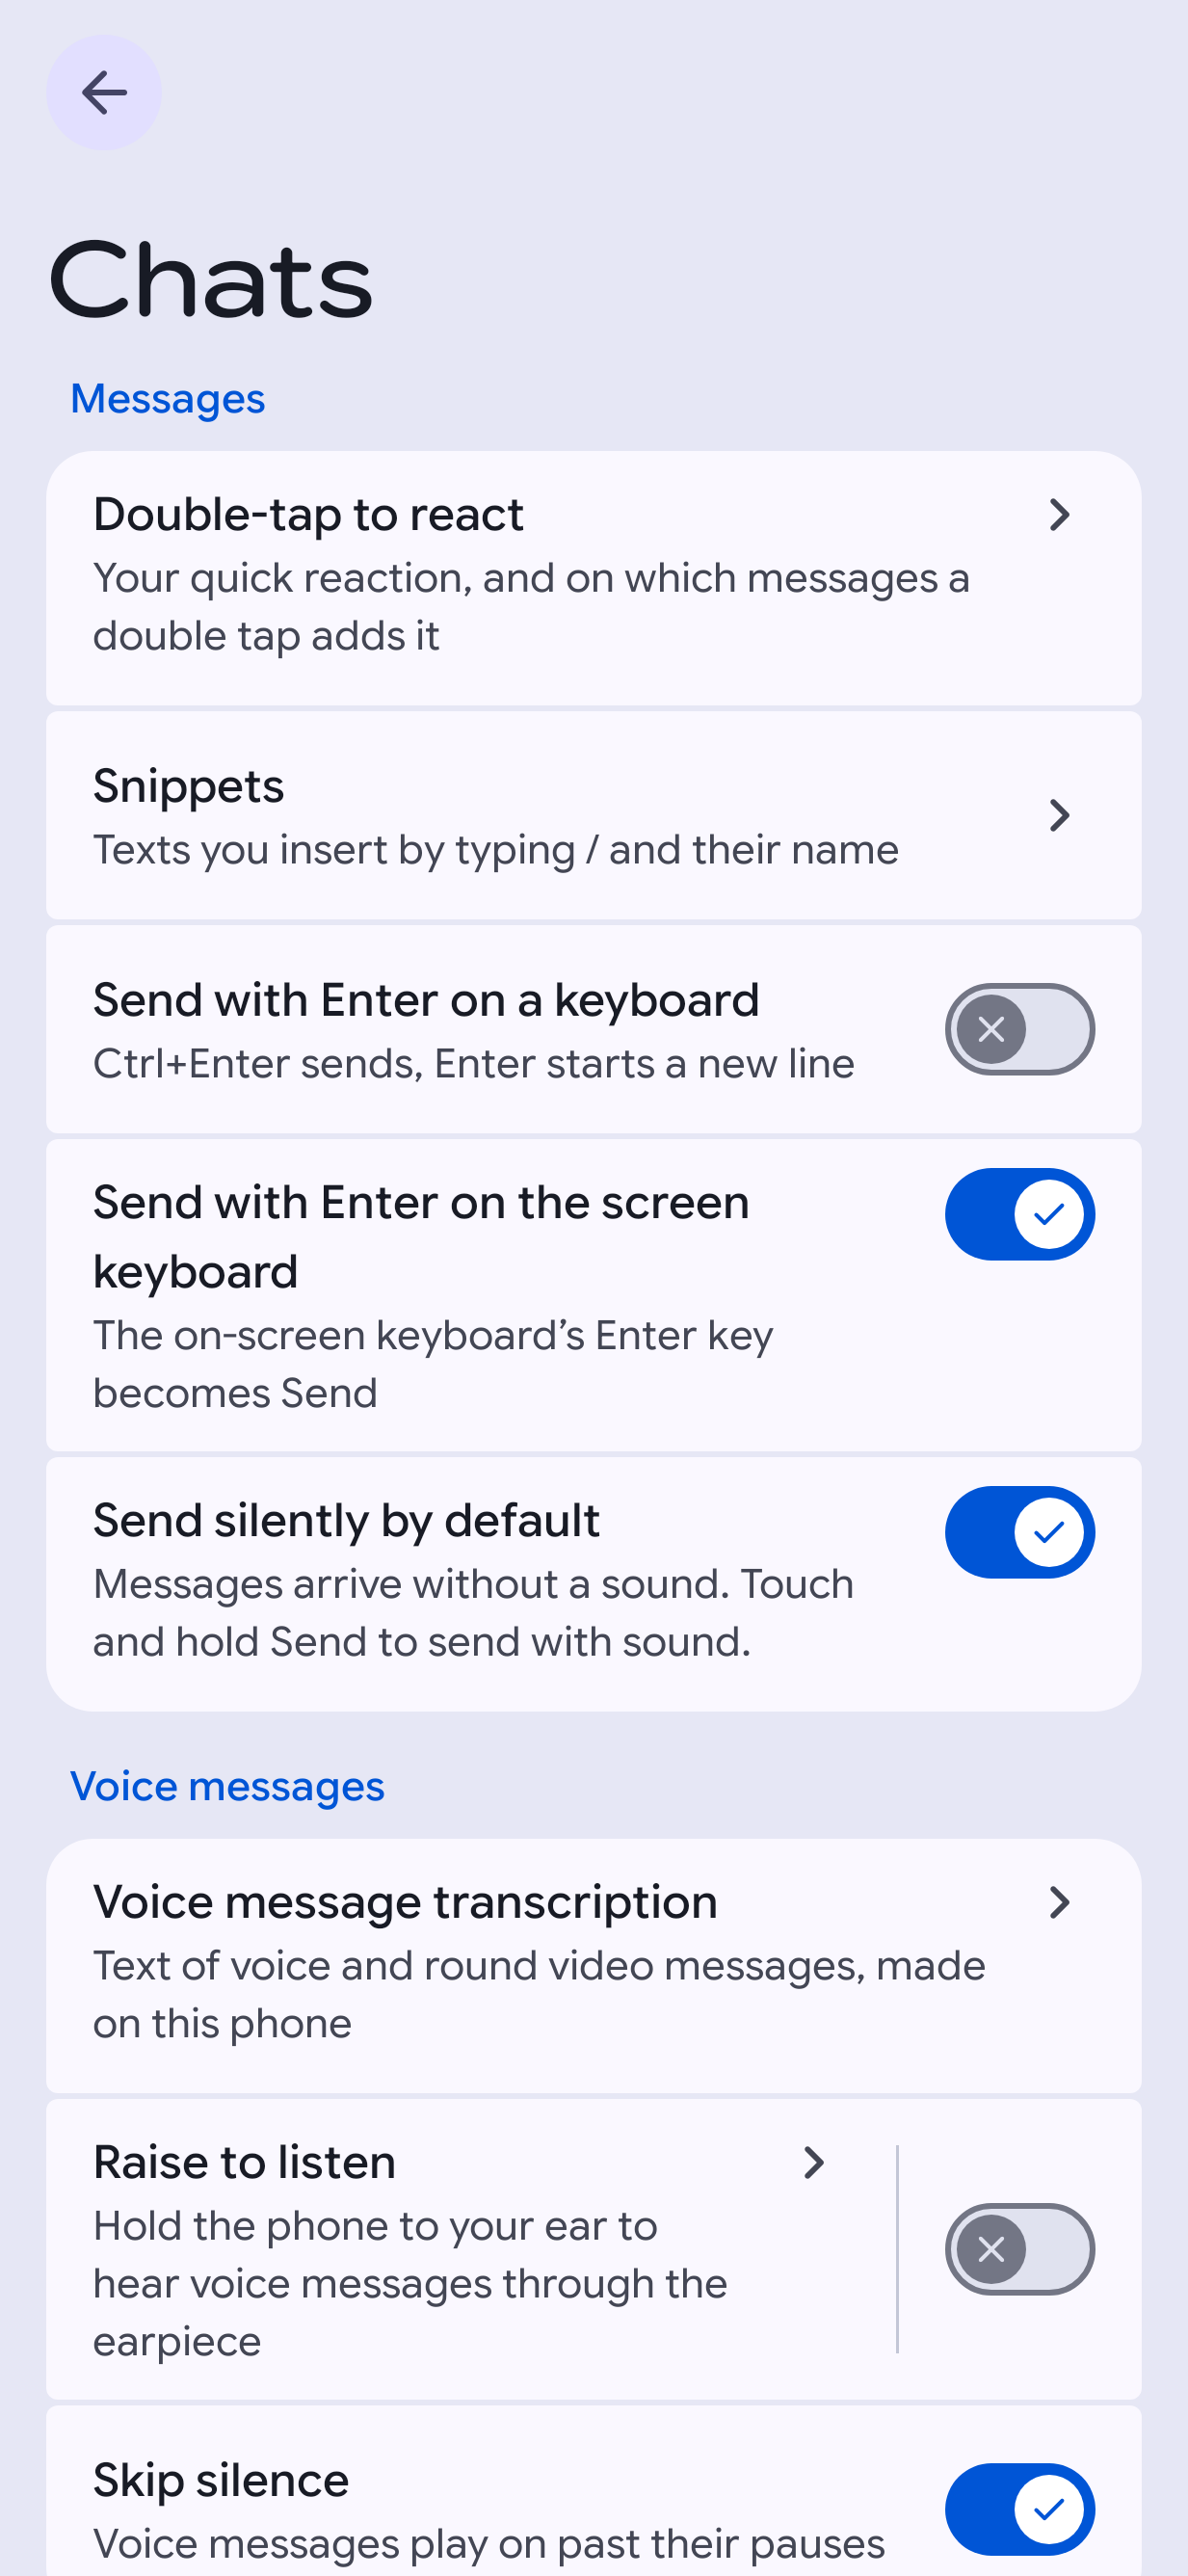 Chats
Messages
Double-tap to react
Your quick reaction, and on which messages a
double tap adds it
Snippets
Texts you insert by typing / and their name
Send with Enter on a keyboard
Ctrl+Enter sends, Enter starts a new line
Send with Enter on the screen
keyboard
The on-screen keyboard’s Enter key
becomes Send
Send silently by default
Messages arrive without a sound. Touch
and hold Send to send with sound.
Voice messages
Voice message transcription
Text of voice and round video messages, made
on this phone
Raise to listen
Hold the phone to your ear to
hear voice messages through the
earpiece
Skip silence
Voice messages play on past their pauses